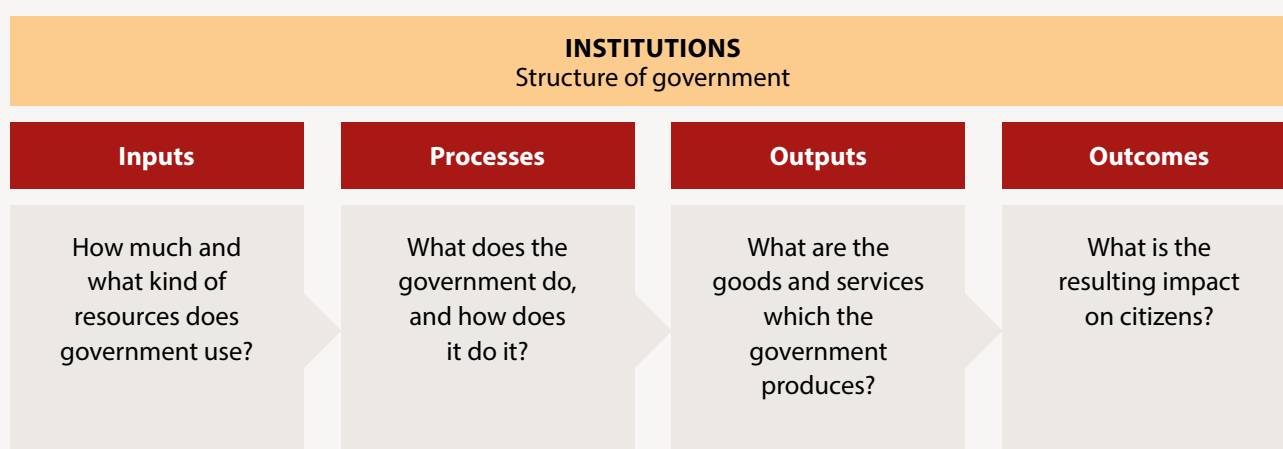 INSTITUTIONS
Structure of government
Inputs
How much and
what kind of
resources does
government use?
Processes
What does the
government do,
and how does
it do it?
Outputs
What are the
goods and services
which the
government
produces?
Outcomes
What is the
resulting impact
on citizens?